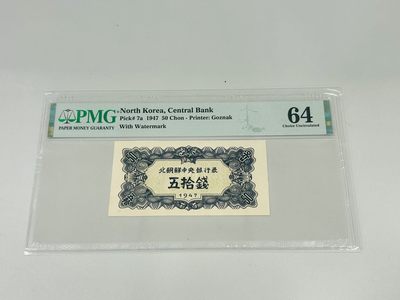 PMG
PAPER MONEY GUARANTY
North Korea, Central Bank
Pick# 7a 1947 50 Chon - Printer: Goznak
With Watermark
64
Choice Uncirculated
北朝鮮中央銀行券
五拾錢
1947